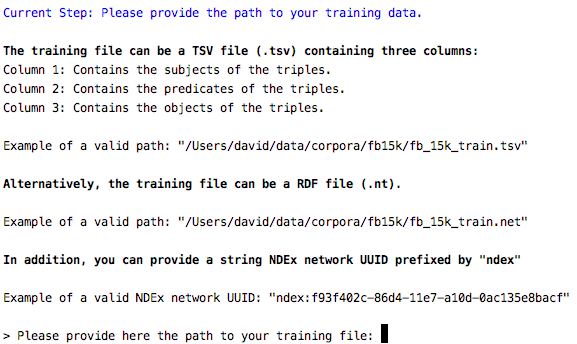 Current Step: Please provide the path to your training data.
The training file can be a TSV file (.tsv) containing three columns:
Column 1: Contains the subjects of the triples.
Column 2: Contains the predicates of the triples.
Column 3: Contains the objects of the triples.
Example of a valid path: "/Users/david/data/corpora/fb15k/fb_15k_train.tsv"
Alternatively, the training file can be a RDF file (.nt).
Example of a valid path: "/Users/david/data/corpora/fb15k/fb_15k_train.net"
In addition, you can provide a string NDEx network UUID prefixed by "ndex"
Example of a valid NDEx network UUID: "ndex:f93f402c-86d4-11e7-a10d-0ac135e8bacf"
> Please provide here the path to your training file: